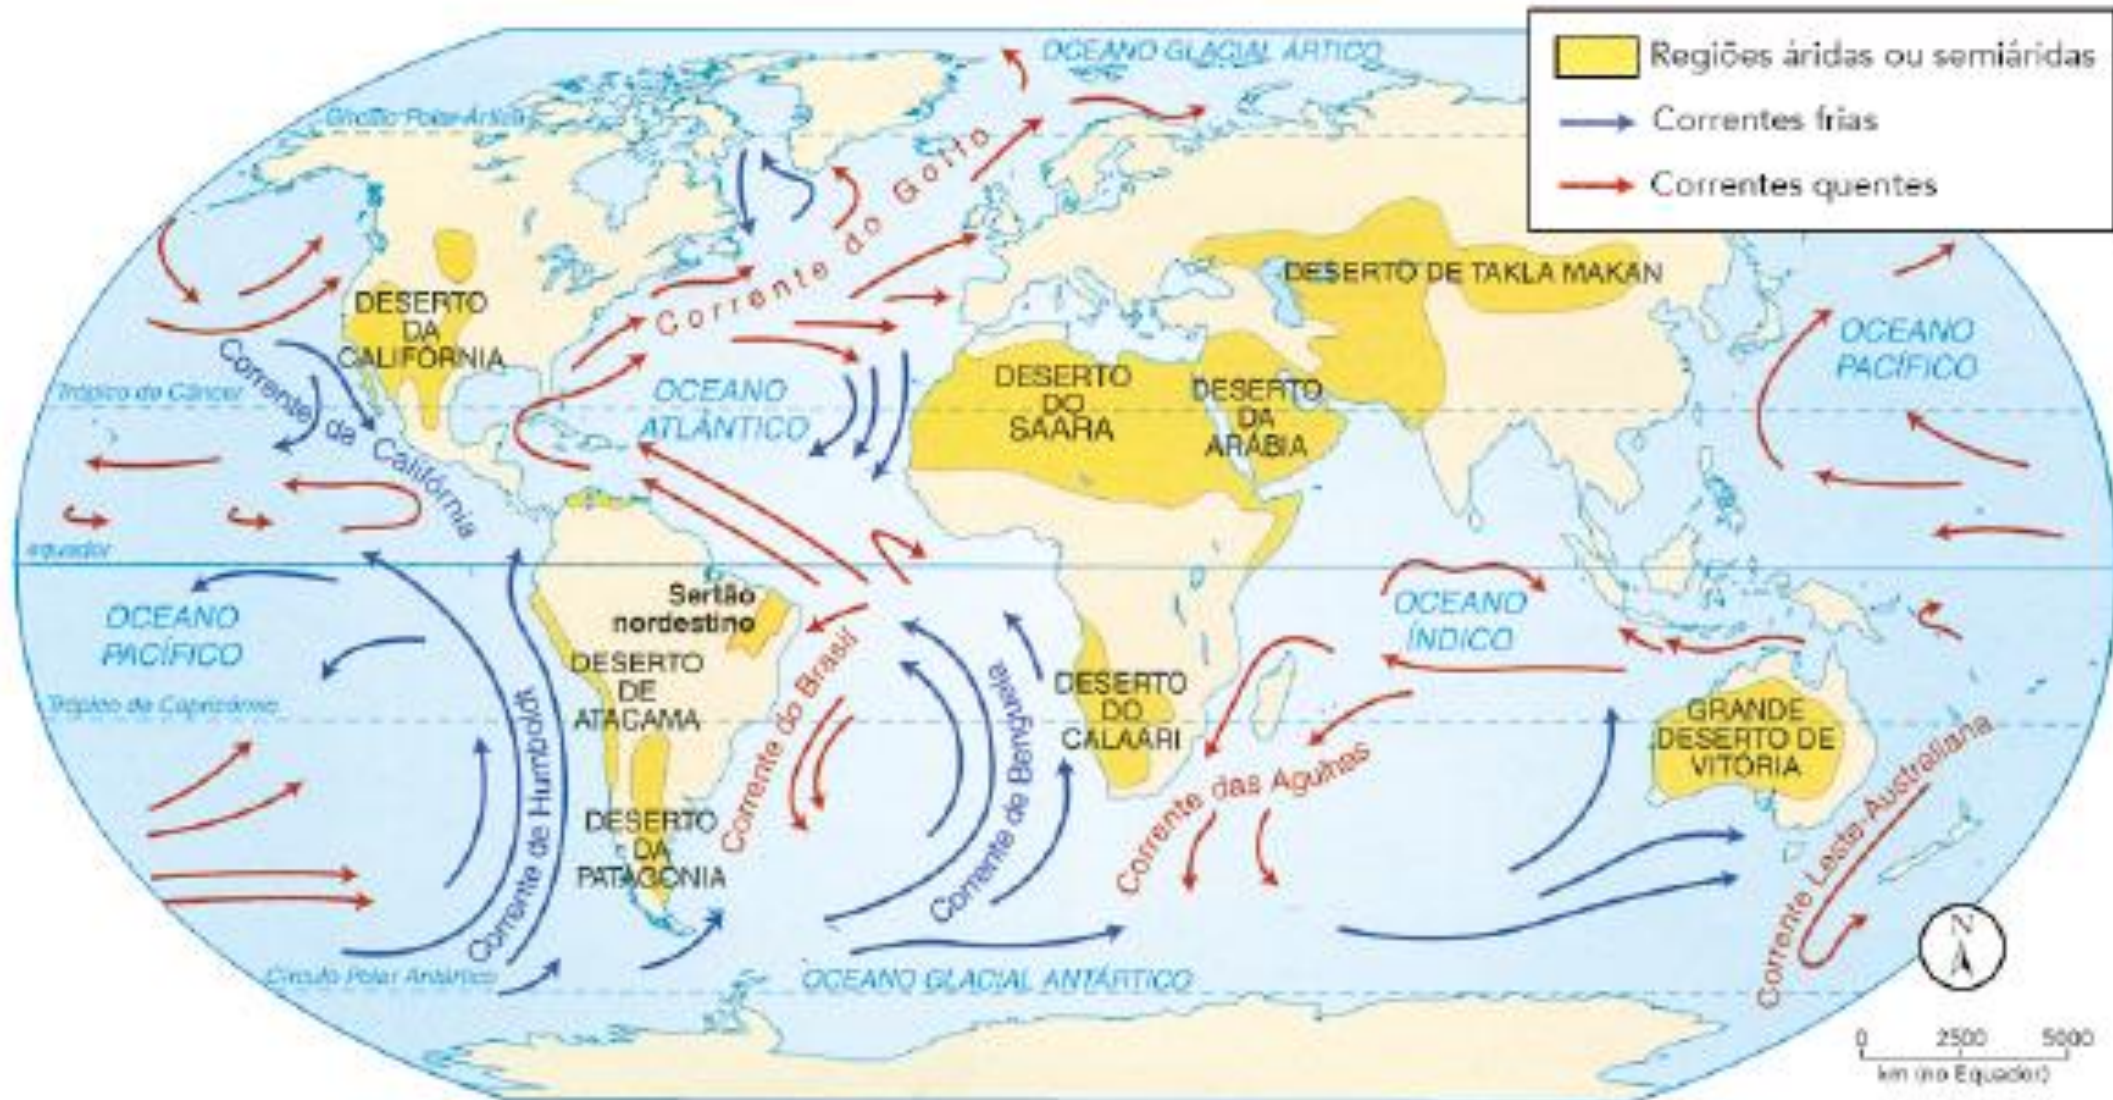 OCEANO GLACIAL ÁRTICO
Regiões áridas ou semiáridas
Correntes frias
Correntes quentes
Círculo Polar Ártico
Corrente do Golfo
DESERTO
DA
CALIFÓRNIA
DESERTO DE TAKLA MAKAN
OCEANO
PACÍFICO
Corrente da Califórnia
Trópico de Câncer
OCEANO
ATLÂNTICO
DESERTO
DO
SAARA
DESERTO
DA
ARÁBIA
equador
OCEANO
PACÍFICO
Sertão
nordestino
OCEANO
ÍNDICO
DESERTO
DE
ATACAMA
Corrente do Brasil
Corrente de Benguela
DESERTO
DO
CALAARI
Trópico de Capricórnio
GRANDE
DESERTO DE
VITÓRIA
Corrente de Humboldt
DESERTO
DA
PATAGÔNIA
Corrente das Agulhas
Corrente Leste-Australiana
N
Círculo Polar Antártico
OCEANO GLACIAL ANTÁRTICO
0 2500 5000
km (no Equador)